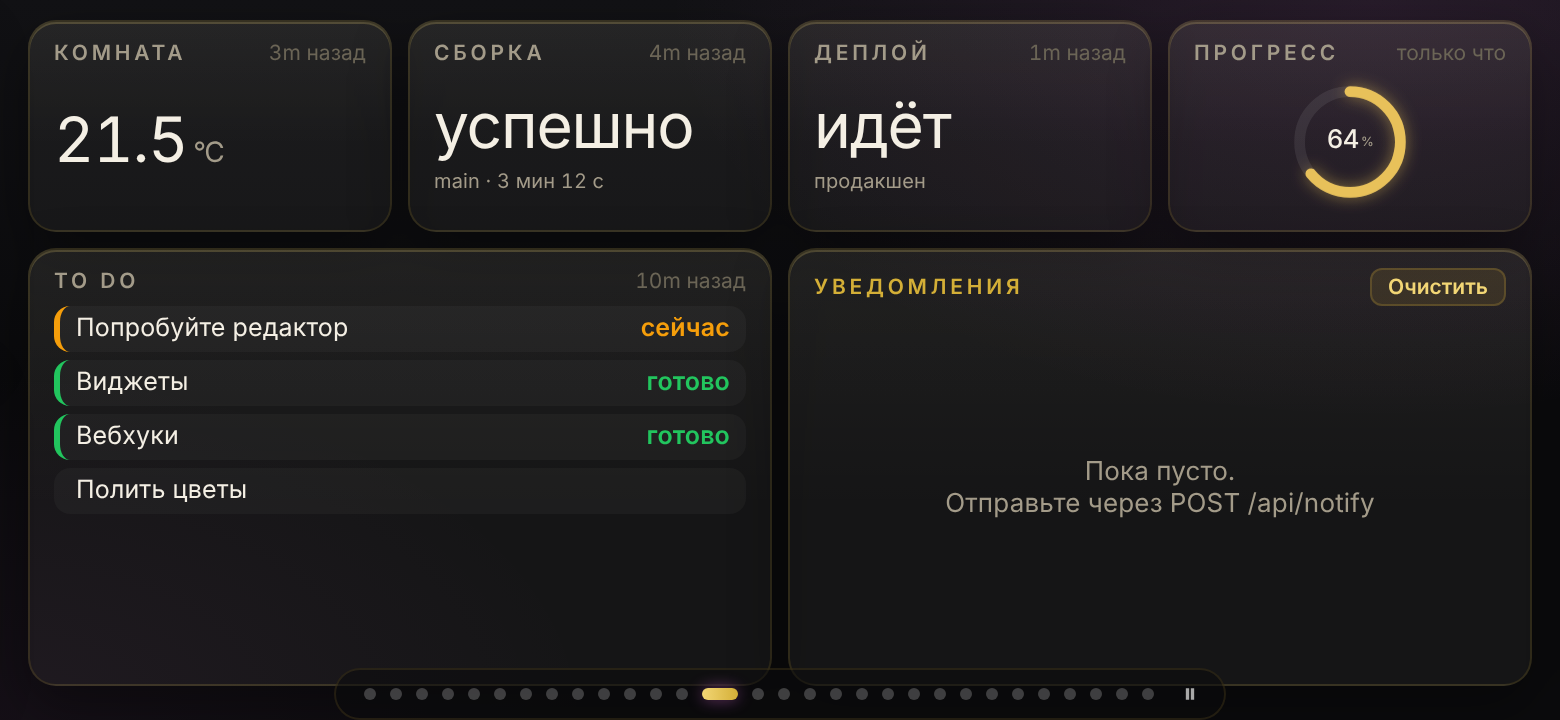 КОМНАТА 3m назад
21.5 °C
СБОРКА 4m назад
успешно
main · 3 мин 12 с
ДЕПЛОЙ 1m назад
идёт
продакшен
ПРОГРЕСС только что
64%
TO DO 10m назад
Попробуйте редактор сейчас
Виджеты готово
Вебхуки готово
Полить цветы
УВЕДОМЛЕНИЯ Очистить
Пока пусто.
Отправьте через POST /api/notify